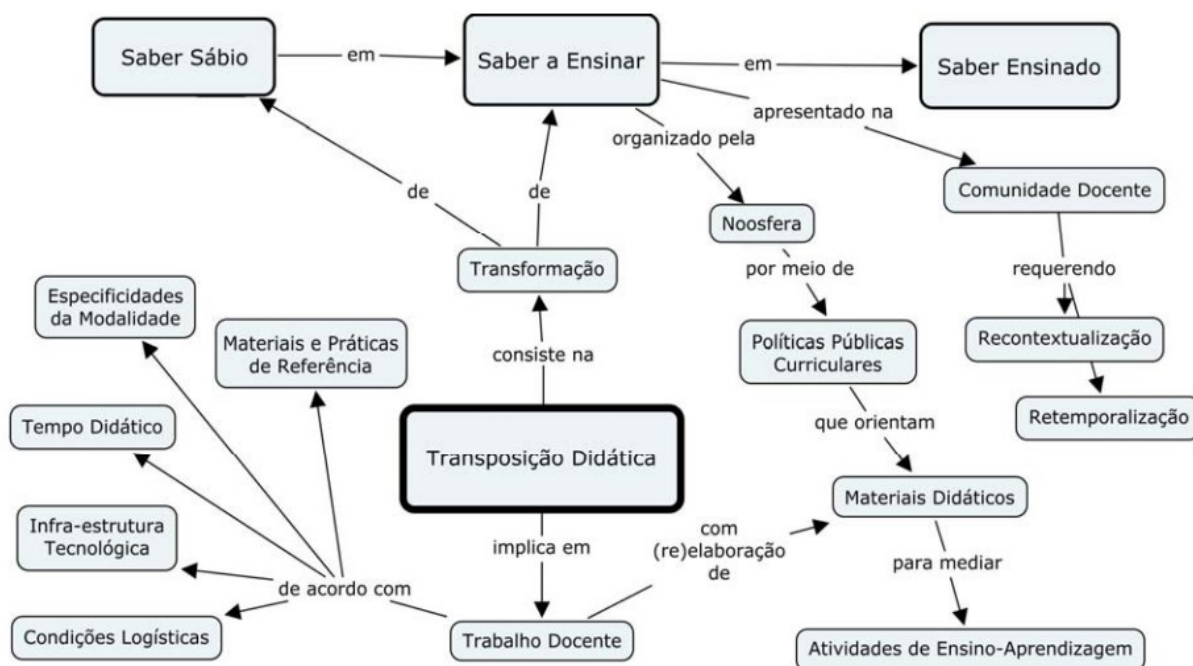 Saber Sábio
em
Saber a Ensinar
em
Saber Ensinado
apresentado na
organizado pela
de
de
Comunidade Docente
Noosfera
Transformação
por meio de
requerendo
Especificidades
da Modalidade
Materiais e Práticas
de Referência
consiste na
Políticas Públicas
Curriculares
Recontextualização
Tempo Didático
Transposição Didática
que orientam
Retemporalização
Materiais Didáticos
Infra-estrutura
Tecnológica
implica em
com
(re)elaboração
de
para mediar
de acordo com
Condições Logísticas
Trabalho Docente
Atividades de Ensino-Aprendizagem